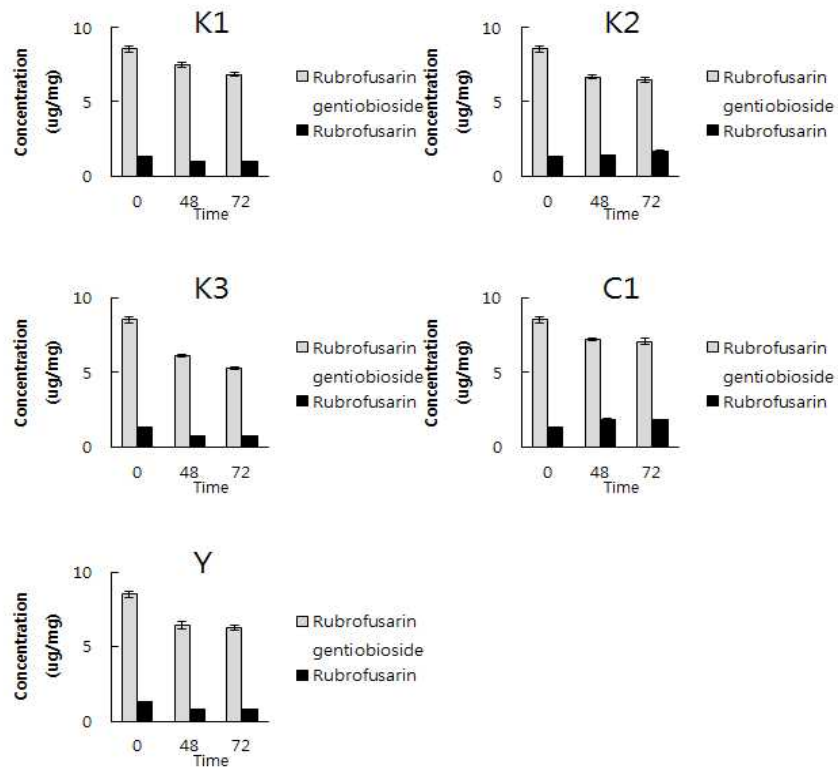 K1
Concentration
(ug/mg)
10
5
0
0 48 72
Time
Rubrofusarin
gentiobioside
Rubrofusarin
K2
Concentration
(ug/mg)
10
5
0
0 48 72
Time
Rubrofusarin
gentiobioside
Rubrofusarin
K3
Concentration
(ug/mg)
10
5
0
0 48 72
Time
Rubrofusarin
gentiobioside
Rubrofusarin
C1
Concentration
(ug/mg)
10
5
0
0 48 72
Time
Rubrofusarin
gentiobioside
Rubrofusarin
Y
Concentration
(ug/mg)
10
5
0
0 48 72
Time
Rubrofusarin
gentiobioside
Rubrofusarin